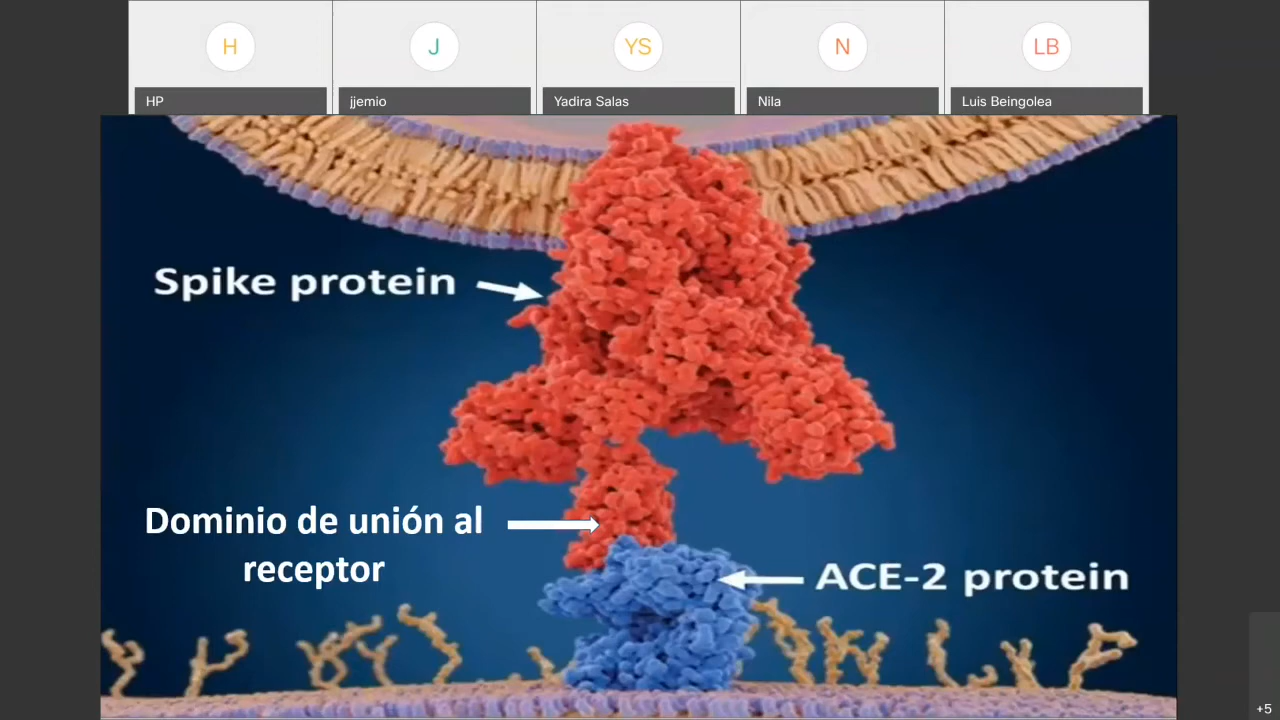 H
J
YS
N
LB
HP
jjemio
Yadira Salas
Nila
Luis Beingolea
Spike protein
Dominio de unión al
receptor
ACE-2 protein
+5